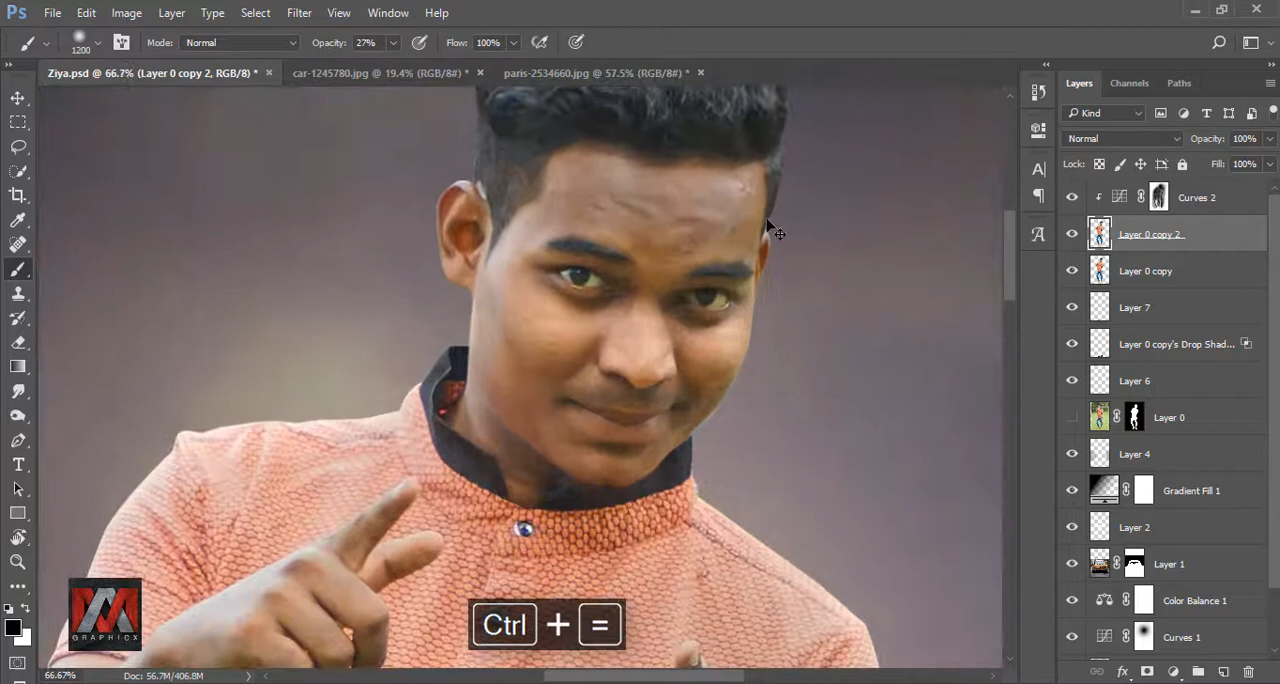 Ps File Edit Image Layer Type Select Filter View Window Help
1200 Mode: Normal Opacity: 27% Flow: 100%
Ziya.psd @ 66.7% (Layer 0 copy 2, RGB/8) * × car-1245780.jpg @ 19.4% (RGB/8#) * × paris-2534660.jpg @ 57.5% (RGB/8#) * ×
Layers Channels Paths
Kind
Normal Opacity: 100%
Lock: Fill: 100%
Curves 2
Layer 0 copy 2
Layer 0 copy
Layer 7
Layer 0 copy's Drop Shad...
Layer 6
Layer 0
Layer 4
Gradient Fill 1
Layer 2
Layer 1
Color Balance 1
Curves 1
GRAPHICX
Ctrl + =
66.67% Doc: 56.7M/406.8M